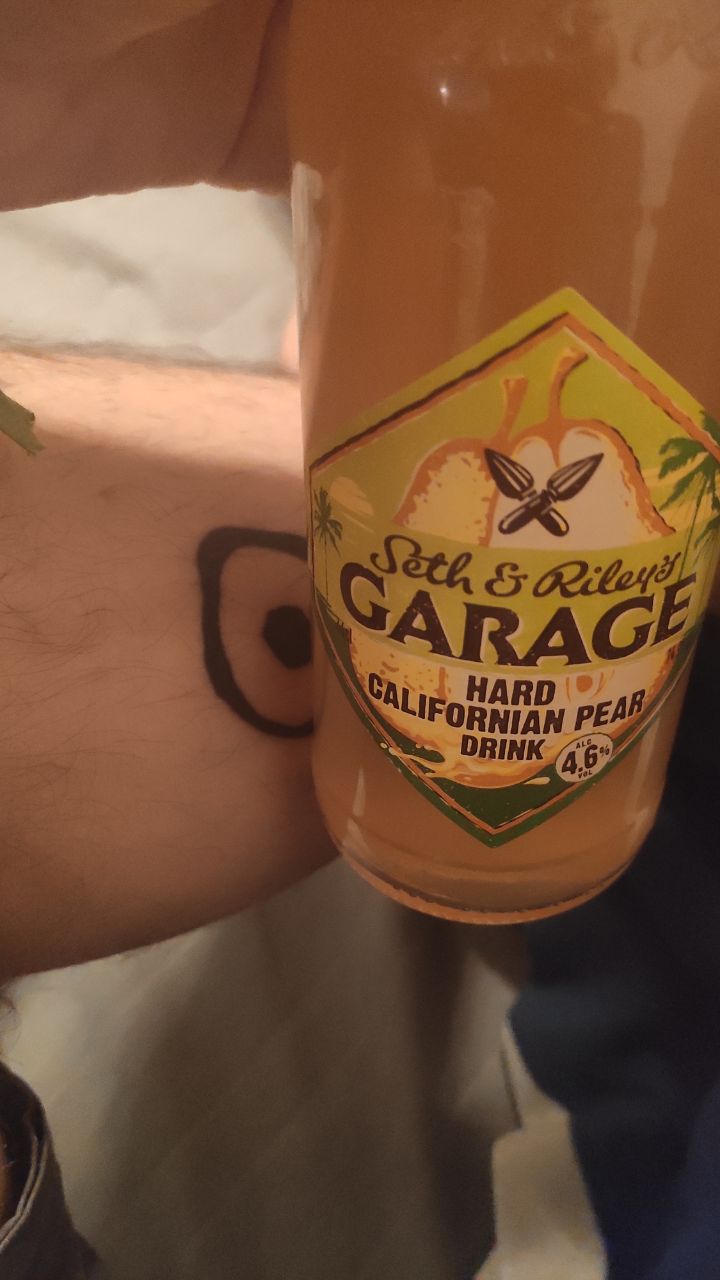 Seth & Riley's
GARAGE
HARD
CALIFORNIAN PEAR
DRINK
ALC
4.6%
VOL